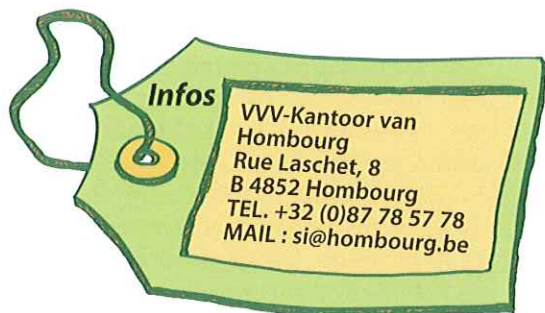 Infos
VVV-Kantoor van
Hombourg
Rue Laschet, 8
B 4852 Hombourg
TEL. +32 (0)87 78 57 78
MAIL : si@hombourg.be